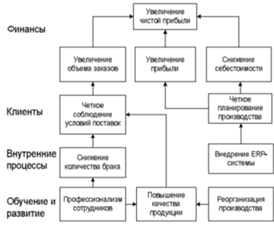 Финансы
Увеличение
чистой прибыли
Увеличение
объема заказов
Увеличение
прибыли
Снижение
себестоимости
Клиенты
Четкое
соблюдение
условий поставок
Четкое
планирование
производства
Внутренние
процессы
Снижение
количества брака
Внедрение ERP-
системы
Обучение и
развитие
Профессионализм
сотрудников
Повышение
качества
продукции
Реорганизация
производства